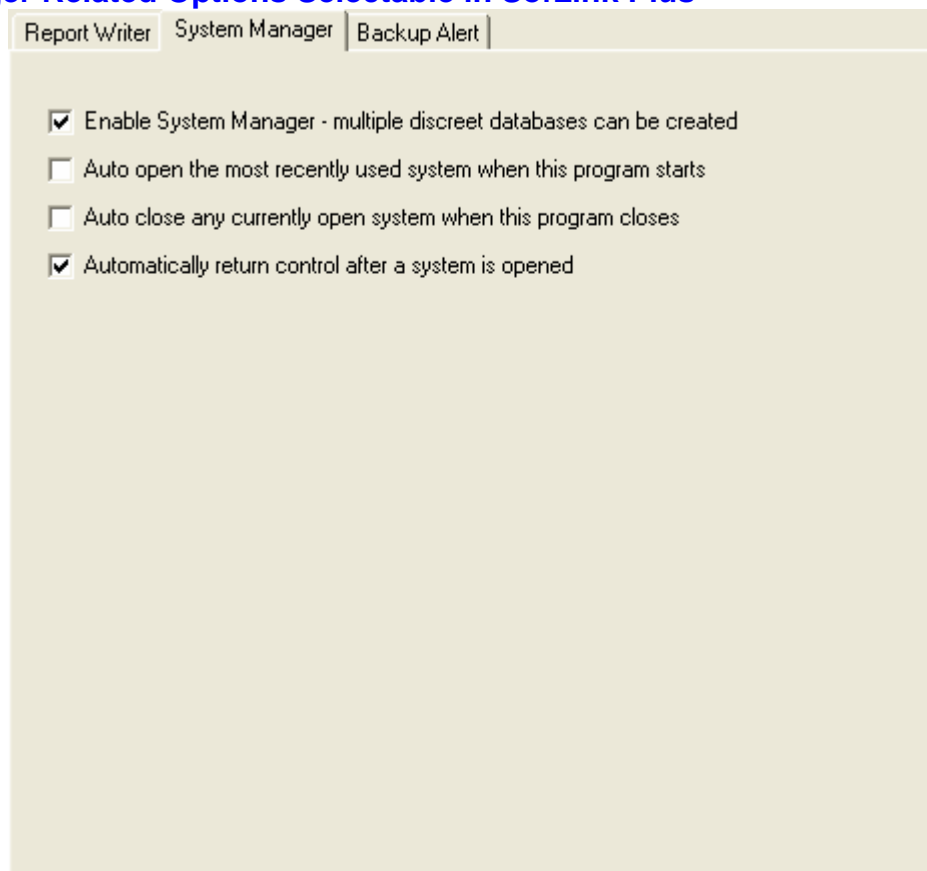 Related Options Selectable in
Report Writer System Manager Backup Alert
Enable System Manager - multiple discreet databases can be created
Auto open the most recently used system when this program starts
Auto close any currently open system when this program closes
Automatically return control after a system is opened